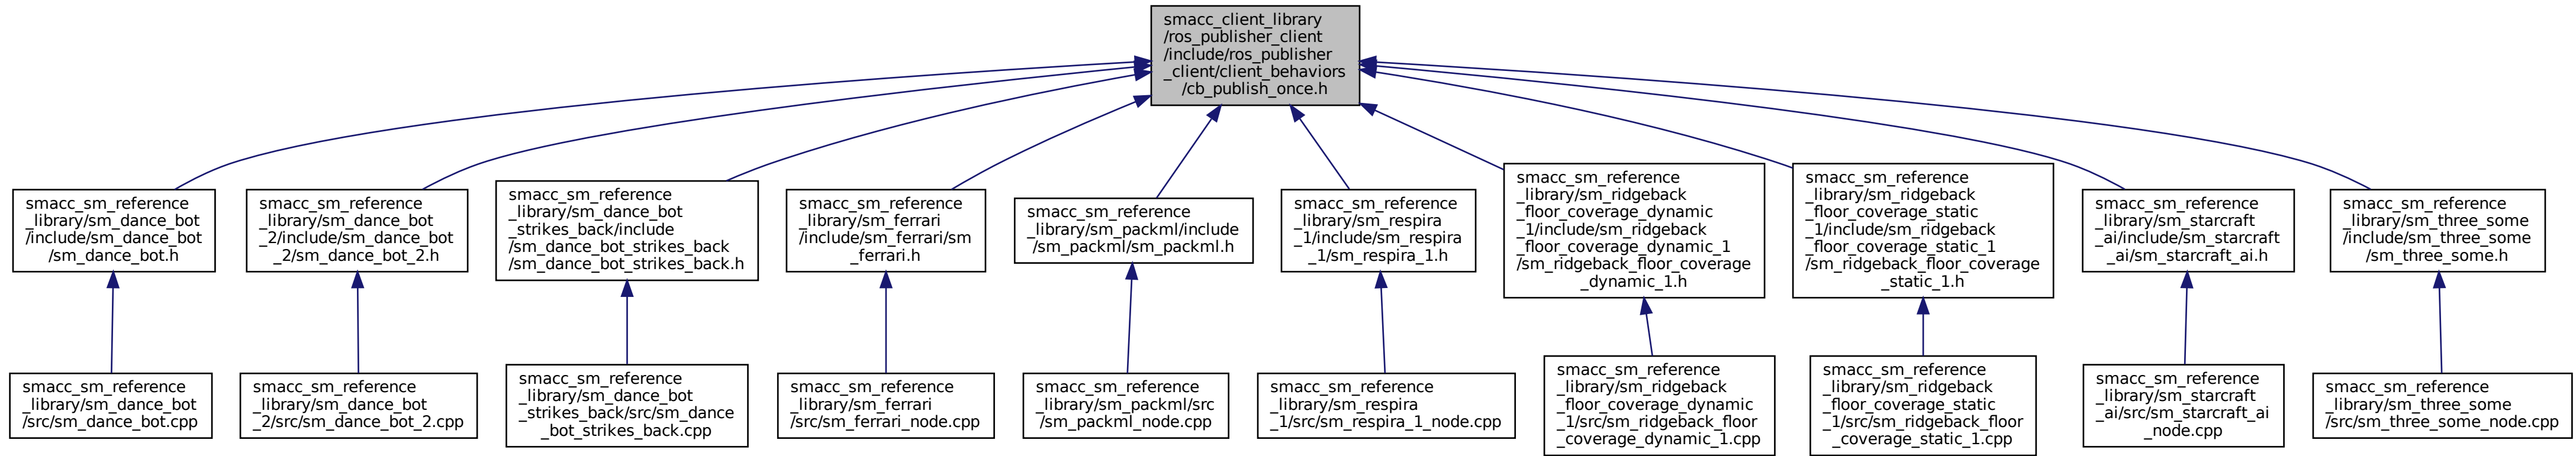 smacc_client_library
/ros_publisher_client
/include/ros_publisher
_client/client_behaviors
/cb_publish_once.h
smacc_sm_reference
_library/sm_dance_bot
/include/sm_dance_bot
/sm_dance_bot.h
smacc_sm_reference
_library/sm_dance_bot
_2/include/sm_dance_bot
_2/sm_dance_bot_2.h
smacc_sm_reference
_library/sm_dance_bot
_strikes_back/include
/sm_dance_bot_strikes_back
/sm_dance_bot_strikes_back.h
smacc_sm_reference
_library/sm_ferrari
/include/sm_ferrari/sm
_ferrari.h
smacc_sm_reference
_library/sm_packml/include
/sm_packml/sm_packml.h
smacc_sm_reference
_library/sm_respira
_1/include/sm_respira
_1/sm_respira_1.h
smacc_sm_reference
_library/sm_ridgeback
_floor_coverage_dynamic
_1/include/sm_ridgeback
_floor_coverage_dynamic_1
/sm_ridgeback_floor_coverage
_dynamic_1.h
smacc_sm_reference
_library/sm_ridgeback
_floor_coverage_static
_1/include/sm_ridgeback
_floor_coverage_static_1
/sm_ridgeback_floor_coverage
_static_1.h
smacc_sm_reference
_library/sm_starcraft
_ai/include/sm_starcraft
_ai/sm_starcraft_ai.h
smacc_sm_reference
_library/sm_three_some
/include/sm_three_some
/sm_three_some.h
smacc_sm_reference
_library/sm_dance_bot
/src/sm_dance_bot.cpp
smacc_sm_reference
_library/sm_dance_bot
_2/src/sm_dance_bot_2.cpp
smacc_sm_reference
_library/sm_dance_bot
_strikes_back/src/sm_dance
_bot_strikes_back.cpp
smacc_sm_reference
_library/sm_ferrari
/src/sm_ferrari_node.cpp
smacc_sm_reference
_library/sm_packml/src
/sm_packml_node.cpp
smacc_sm_reference
_library/sm_respira
_1/src/sm_respira_1_node.cpp
smacc_sm_reference
_library/sm_ridgeback
_floor_coverage_dynamic
_1/src/sm_ridgeback_floor
_coverage_dynamic_1.cpp
smacc_sm_reference
_library/sm_ridgeback
_floor_coverage_static
_1/src/sm_ridgeback_floor
_coverage_static_1.cpp
smacc_sm_reference
_library/sm_starcraft
_ai/src/sm_starcraft_ai
_node.cpp
smacc_sm_reference
_library/sm_three_some
/src/sm_three_some_node.cpp